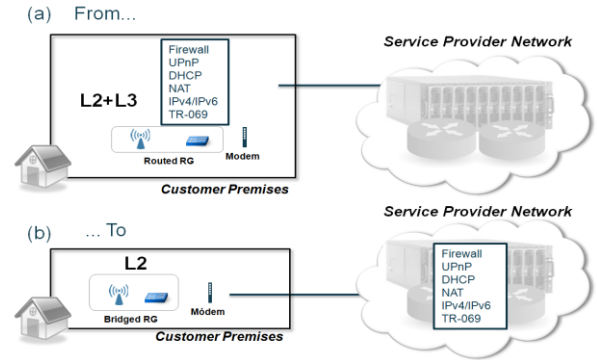 (a) From...
Service Provider Network
Firewall
UPnP
DHCP
NAT
IPv4/IPv6
TR-069
L2+L3
Routed RG
Modem
Customer Premises
Service Provider Network
(b) ... To
L2
Firewall
UPnP
DHCP
NAT
IPv4/IPv6
TR-069
Bridged RG
Módem
Customer Premises